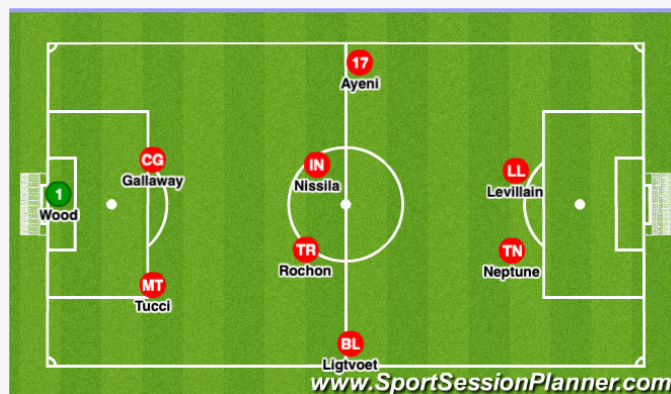 17
Ayeni
CG
Gallaway
IN
Nissila
LL
Levillain
1
Wood
TR
Rochon
TN
Neptune
MT
Tucci
BL
Ligtvoet
www.SportSessionPlanner.com